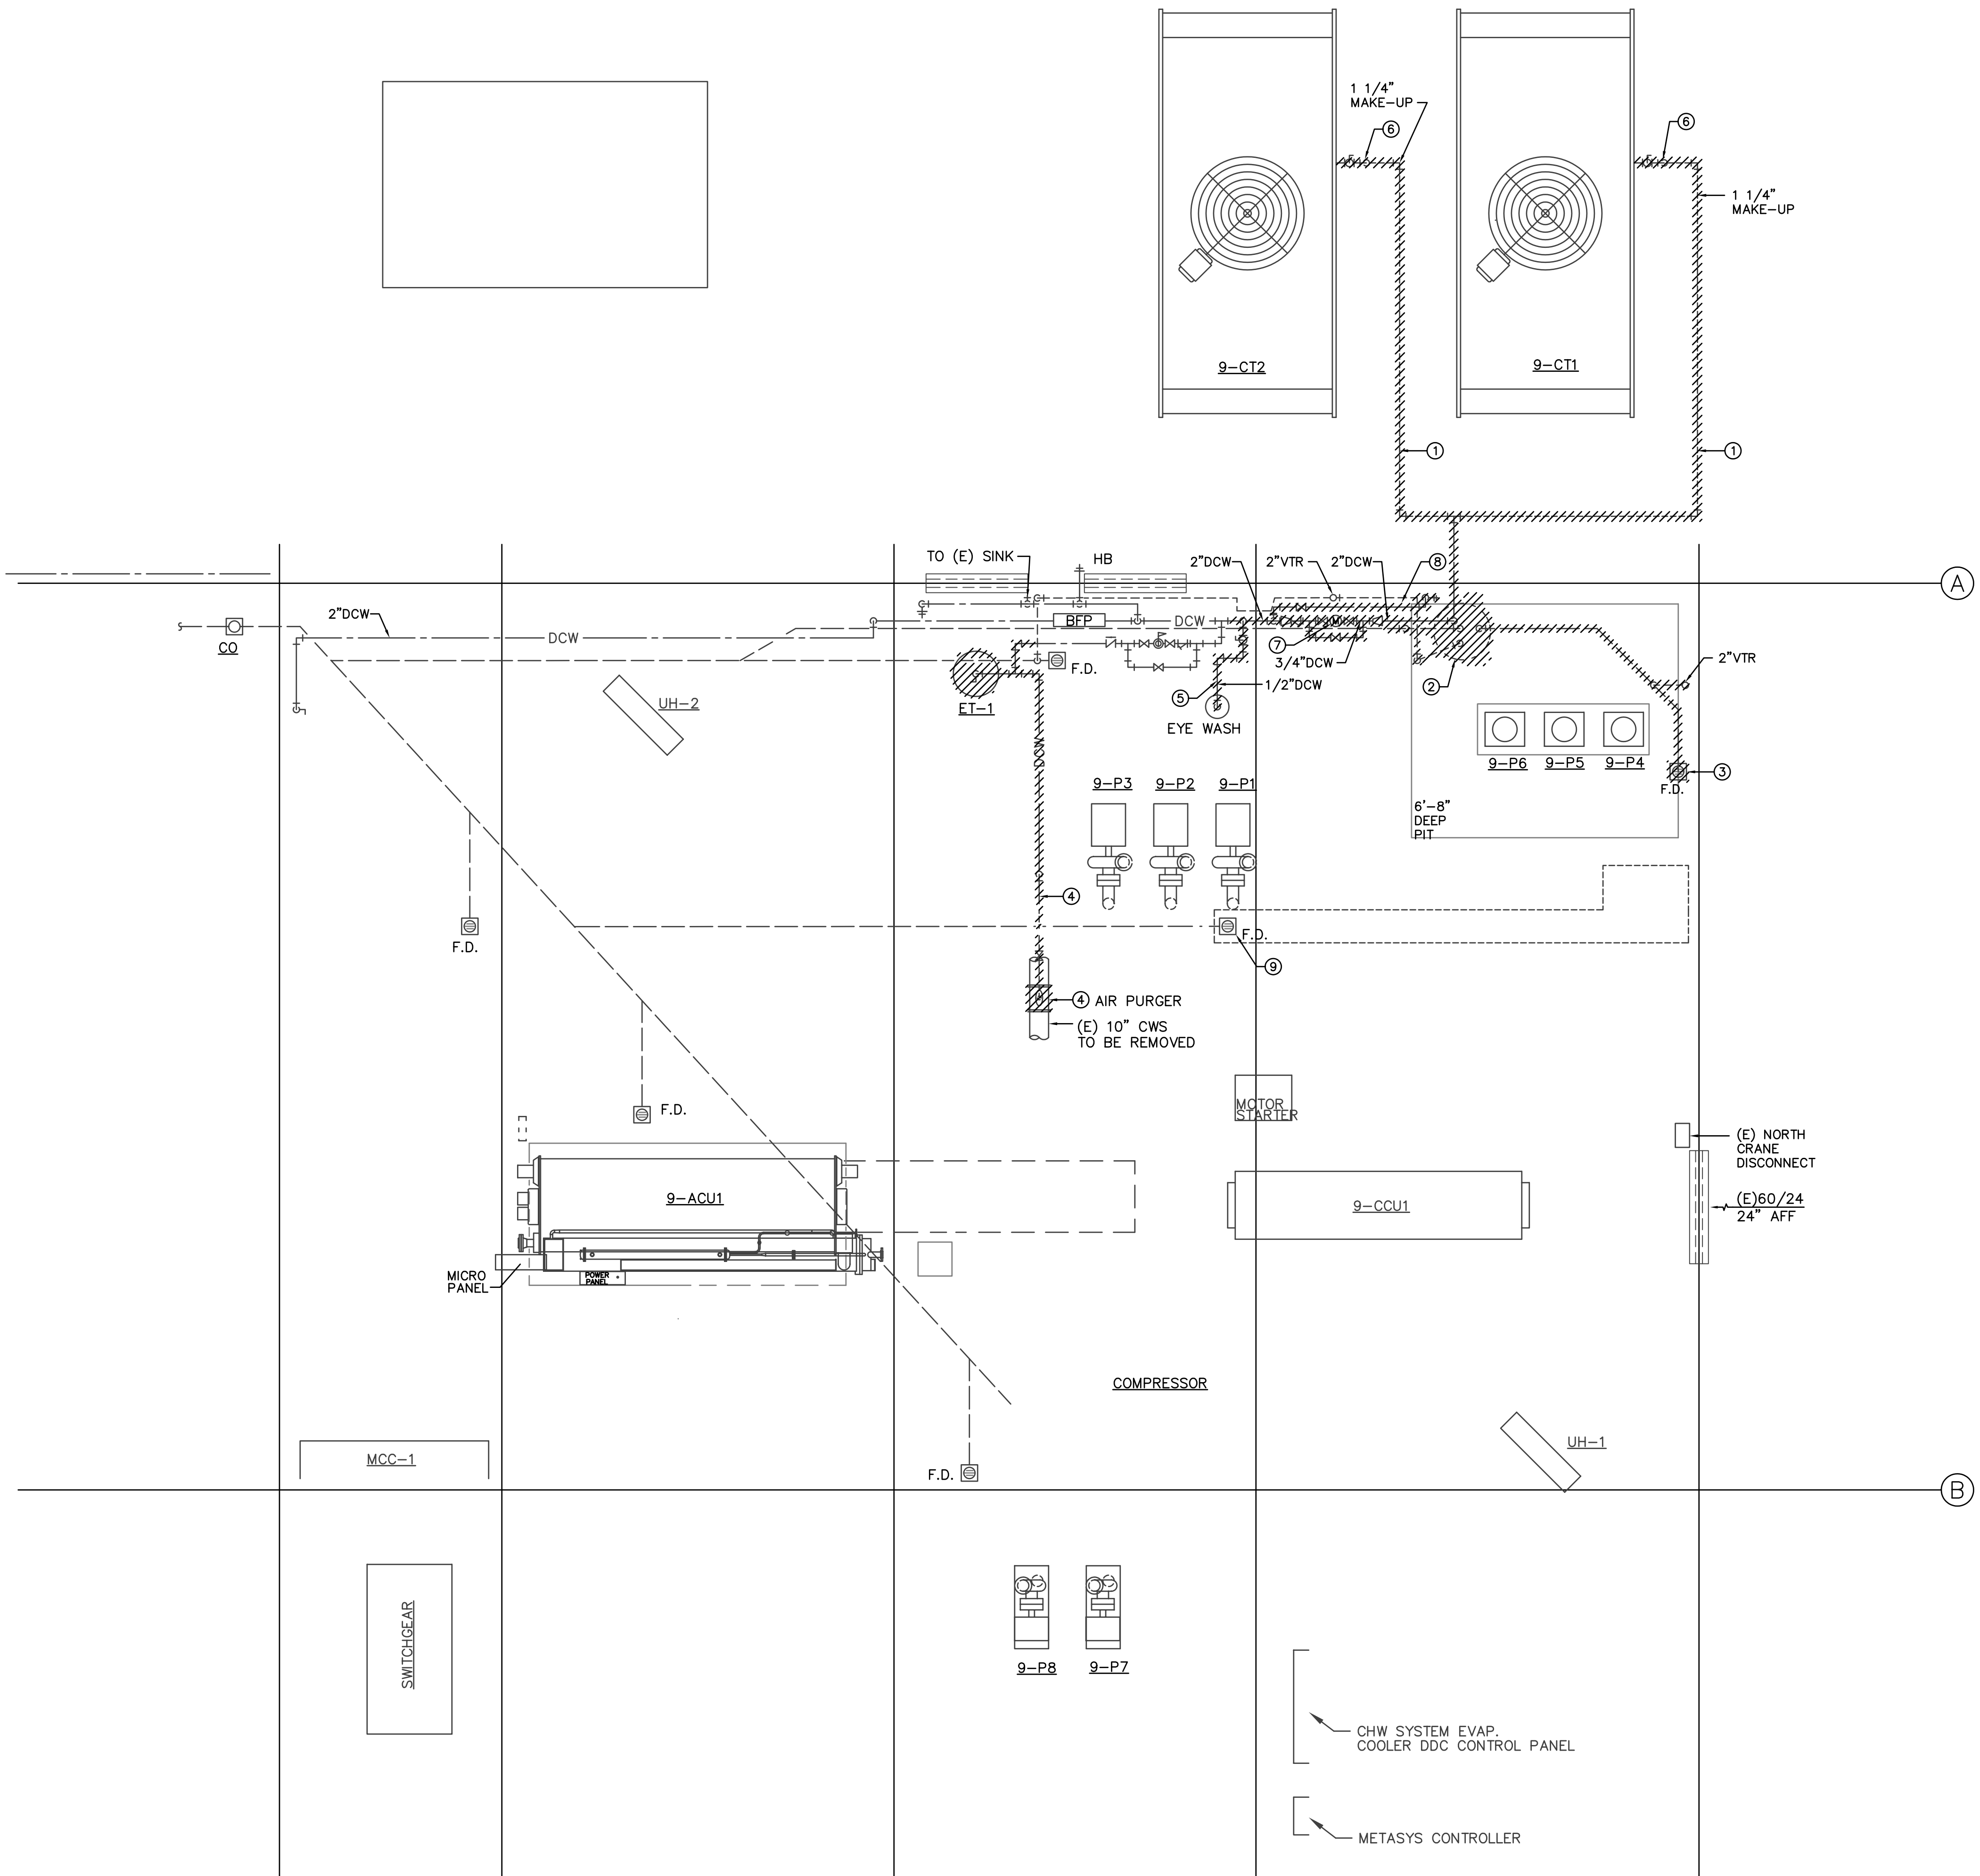 1 1/4"
MAKE-UP
6
6
1 1/4"
MAKE-UP
9-CT2
9-CT1
1
1
TO (E) SINK
HB
2"DCW
2"VTR
2"DCW
8
A
2"DCW
DCW
BFP
DCW
M
CO
7
F.D.
3/4"DCW
2"VTR
UH-2
ET-1
5
1/2"DCW
2
EYE WASH
DCW
9-P6
9-P5
9-P4
3
F.D.
9-P3
9-P2
9-P1
6'-8"
DEEP
PIT
4
F.D.
F.D.
9
4
AIR PURGER
(E) 10" CWS
TO BE REMOVED
F.D.
MOTOR
STARTER
(E) NORTH
CRANE
DISCONNECT
9-ACU1
9-CCU1
(E)60/24
24" AFF
MICRO
PANEL
POWER
PANEL
COMPRESSOR
MCC-1
UH-1
F.D.
B
SWITCHGEAR
9-P8
9-P7
CHW SYSTEM EVAP.
COOLER DDC CONTROL PANEL
METASYS CONTROLLER